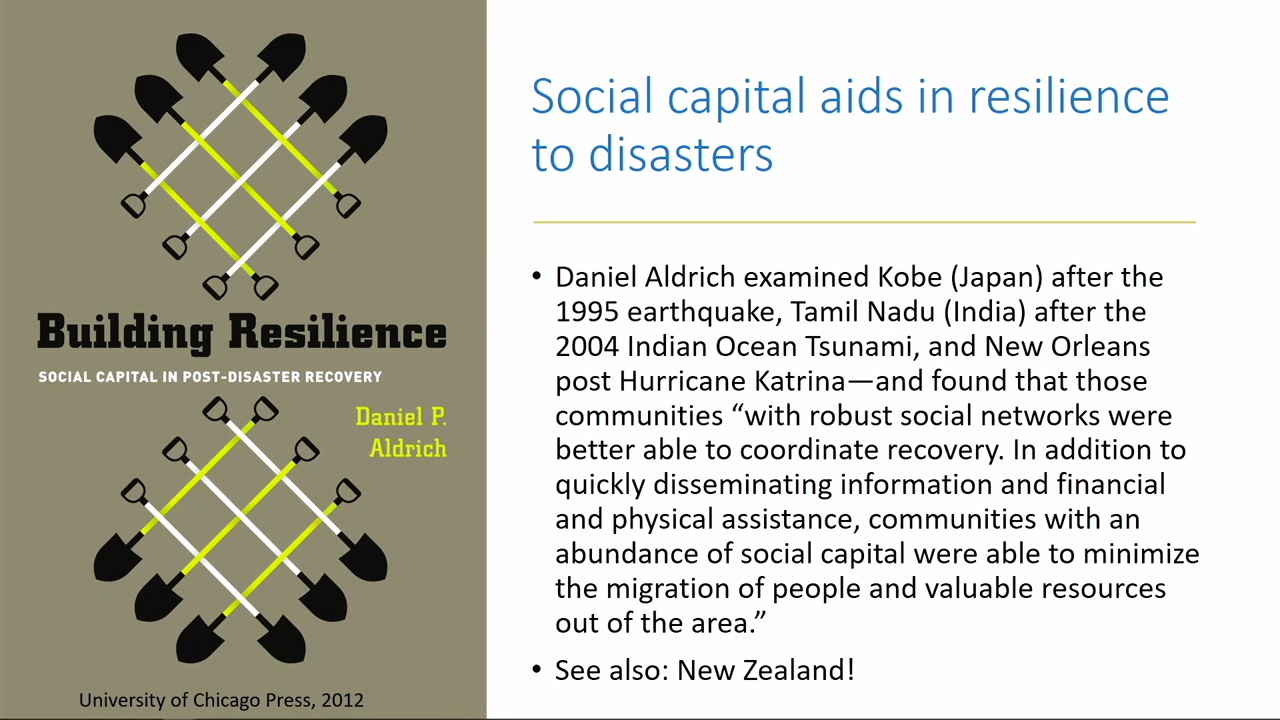 Building Resilience
SOCIAL CAPITAL IN POST-DISASTER RECOVERY
Daniel P.
Aldrich
University of Chicago Press, 2012
Social capital aids in resilience
to disasters
• Daniel Aldrich examined Kobe (Japan) after the
1995 earthquake, Tamil Nadu (India) after the
2004 Indian Ocean Tsunami, and New Orleans
post Hurricane Katrina—and found that those
communities “with robust social networks were
better able to coordinate recovery. In addition to
quickly disseminating information and financial
and physical assistance, communities with an
abundance of social capital were able to minimize
the migration of people and valuable resources
out of the area.”
• See also: New Zealand!